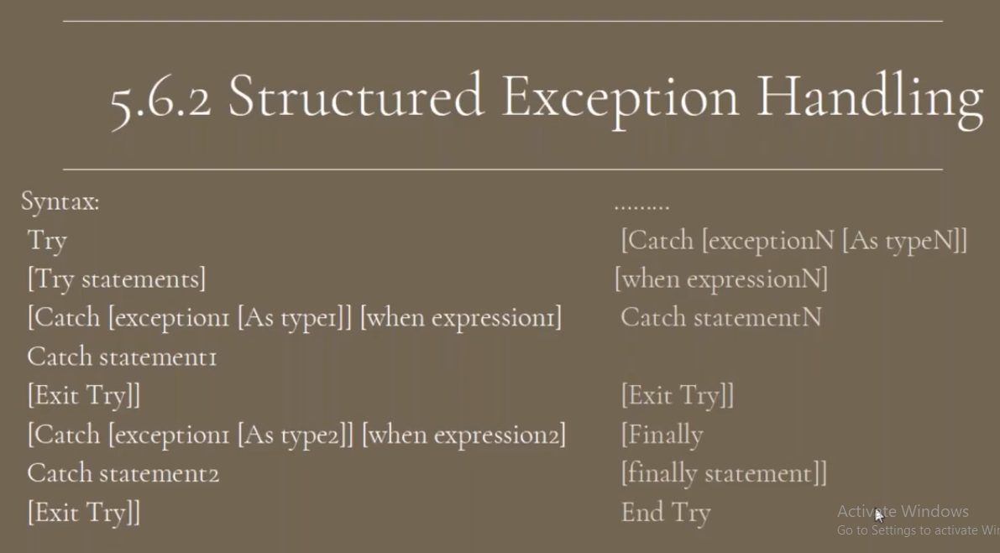 5.6.2 Structured Exception Handling
Syntax:
Try
[Try statements]
[Catch [exception1 [As type1]] [when expression1]
Catch statement1
[Exit Try]]
[Catch [exception1 [As type2]] [when expression2]
Catch statement2
[Exit Try]]
.........
[Catch [exceptionN [As typeN]]
[when expressionN]
Catch statementN
[Exit Try]]
[Finally
[finally statement]]
End Try
Activate Windows
Go to Settings to activate Wi